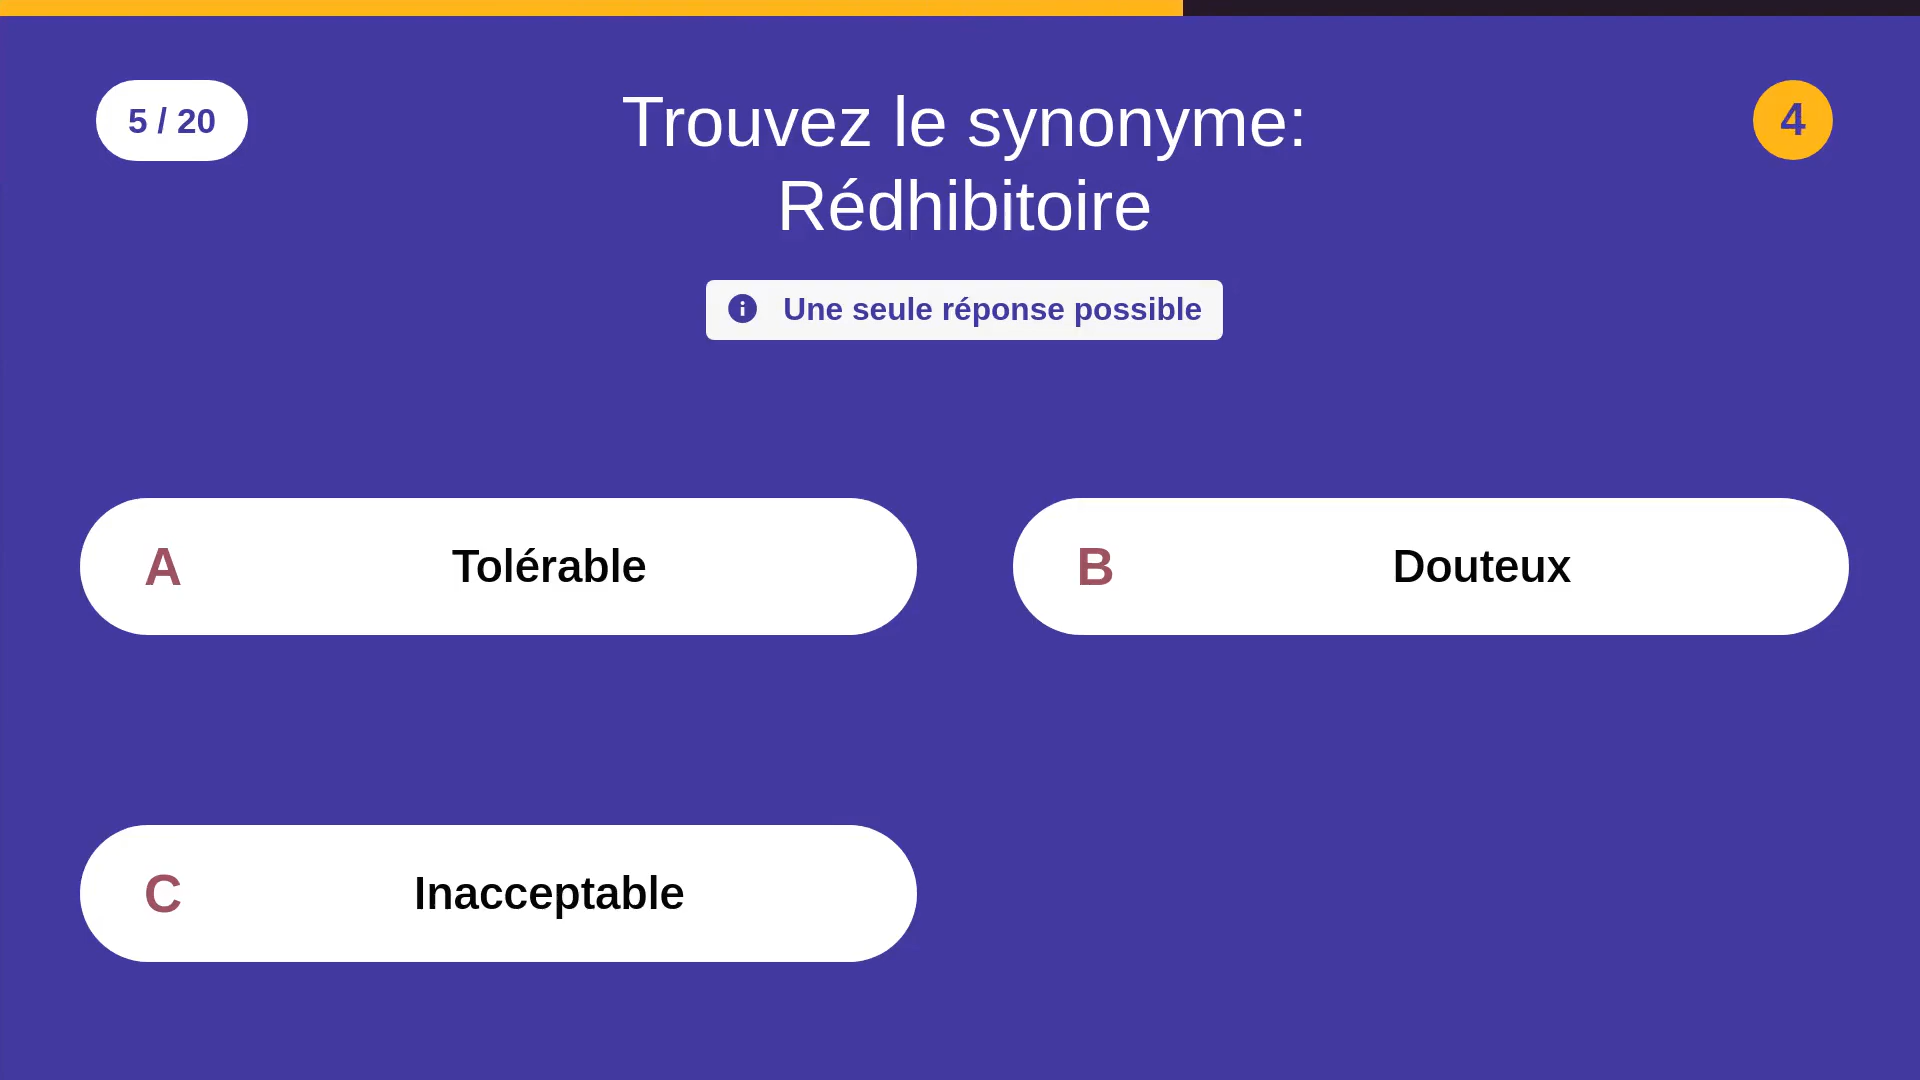 5 / 20
Trouvez le synonyme:
Rédhibitoire
4
Une seule réponse possible
A Tolérable
B Douteux
C Inacceptable